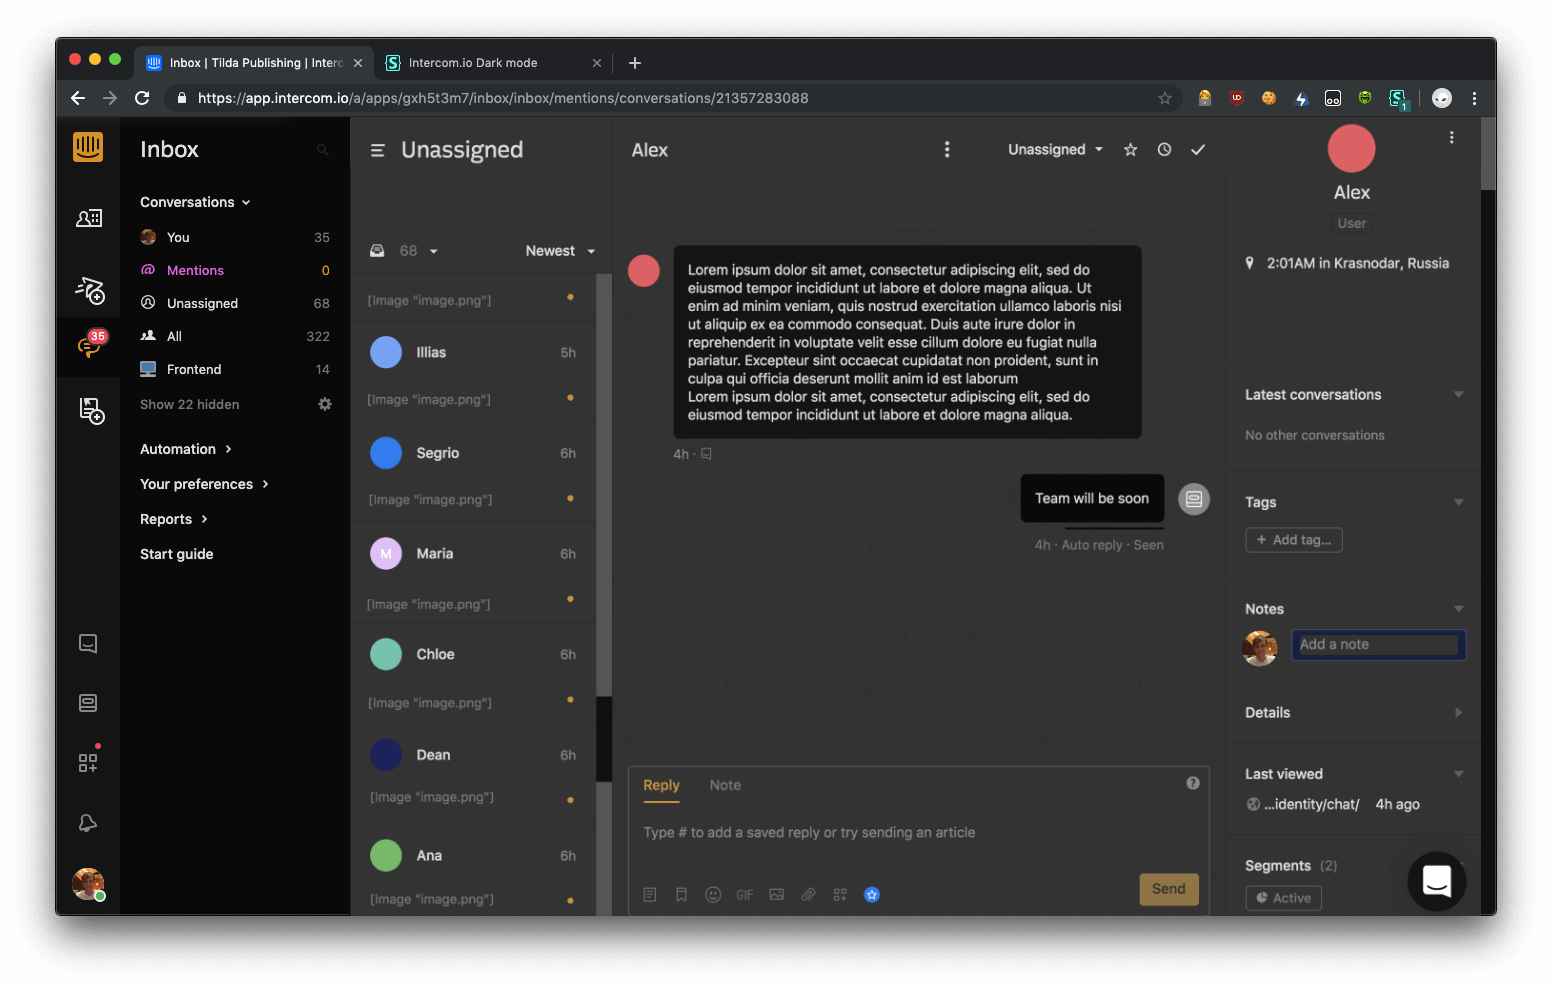 Inbox | Tilda Publishing | Interc
Intercom.io Dark mode
https://app.intercom.io/a/apps/gxh5t3m7/inbox/inbox/mentions/conversations/21357283088
1
35
Inbox
Conversations
You 35
@ Mentions 0
Unassigned 68
All 322
Frontend 14
Show 22 hidden
Automation
Your preferences
Reports
Start guide
Unassigned
68 Newest
[Image "image.png"]
Illias 5h
[Image "image.png"]
Segrio 6h
[Image "image.png"]
M Maria 6h
[Image "image.png"]
Chloe 6h
[Image "image.png"]
Dean 6h
[Image "image.png"]
Ana 6h
[Image "image.png"]
Alex
Unassigned
Lorem ipsum dolor sit amet, consectetur adipiscing elit, sed do
eiusmod tempor incididunt ut labore et dolore magna aliqua. Ut
enim ad minim veniam, quis nostrud exercitation ullamco laboris nisi
ut aliquip ex ea commodo consequat. Duis aute irure dolor in
reprehenderit in voluptate velit esse cillum dolore eu fugiat nulla
pariatur. Excepteur sint occaecat cupidatat non proident, sunt in
culpa qui officia deserunt mollit anim id est laborum
Lorem ipsum dolor sit amet, consectetur adipiscing elit, sed do
eiusmod tempor incididunt ut labore et dolore magna aliqua.
4h ·
Team will be soon
4h · Auto reply · Seen
Reply Note
Type # to add a saved reply or try sending an article
GIF
Send
Alex
User
2:01AM in Krasnodar, Russia
Latest conversations
No other conversations
Tags
+ Add tag...
Notes
Add a note
Details
Last viewed
...identity/chat/ 4h ago
Segments (2)
Active